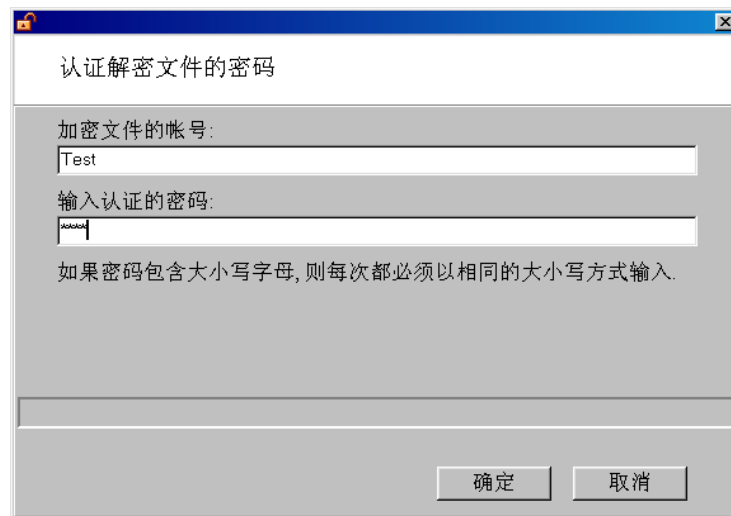 认证解密文件的密码
加密文件的帐号:
Test
输入认证的密码:
****
如果密码包含大小写字母, 则每次都必须以相同的大小写方式输入.
确定
取消